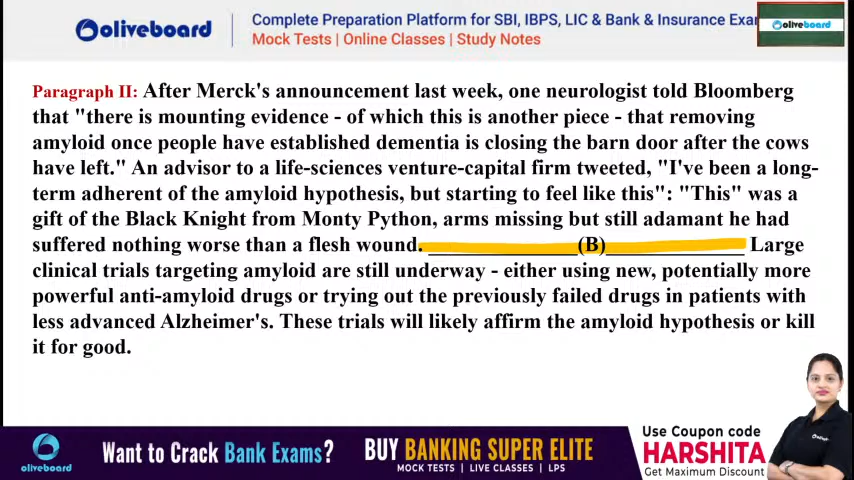 oliveboard
Complete Preparation Platform for SBI, IBPS, LIC & Bank & Insurance Exa
Mock Tests | Online Classes | Study Notes
oliveboard
Paragraph II: After Merck's announcement last week, one neurologist told Bloomberg
that "there is mounting evidence - of which this is another piece - that removing
amyloid once people have established dementia is closing the barn door after the cows
have left." An advisor to a life-sciences venture-capital firm tweeted, "I've been a long-
term adherent of the amyloid hypothesis, but starting to feel like this": "This" was a
gift of the Black Knight from Monty Python, arms missing but still adamant he had
suffered nothing worse than a flesh wound. ______________(B)______________ Large
clinical trials targeting amyloid are still underway - either using new, potentially more
powerful anti-amyloid drugs or trying out the previously failed drugs in patients with
less advanced Alzheimer's. These trials will likely affirm the amyloid hypothesis or kill
it for good.
oliveboard
Want to Crack Bank Exams?
BUY BANKING SUPER ELITE
MOCK TESTS | LIVE CLASSES | LPS
Use Coupon code
HARSHITA
Get Maximum Discount